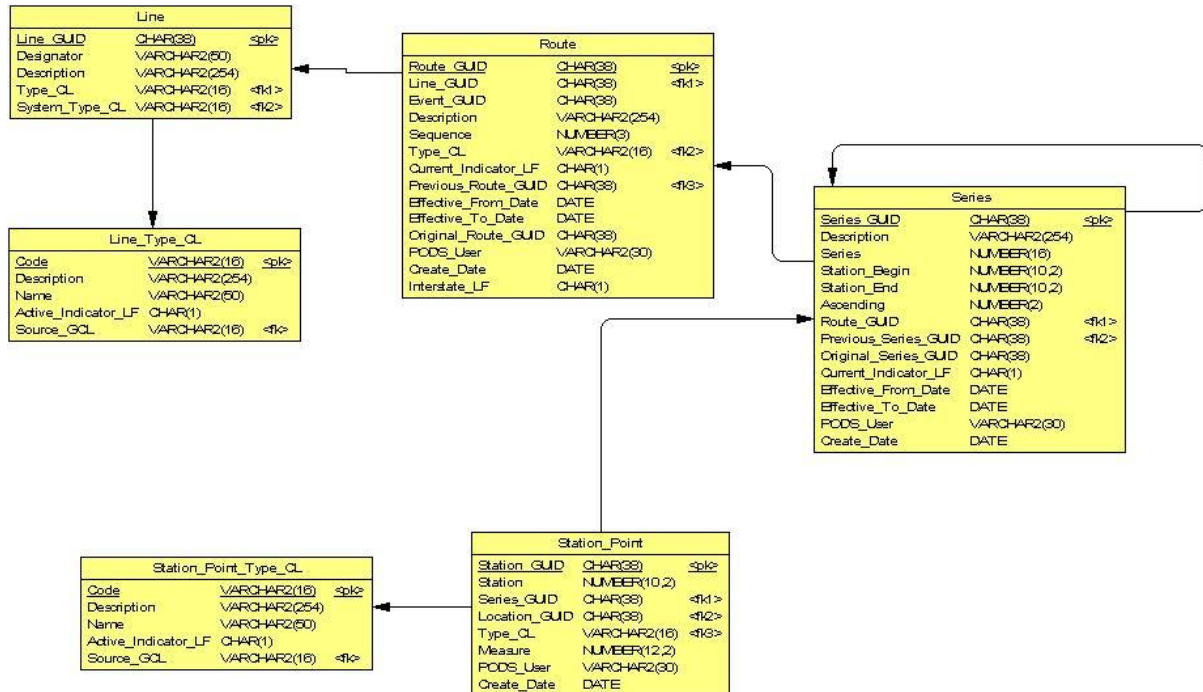 Line
Line_GUID CHAR(38) <pk>
Designator VARCHAR2(50)
Description VARCHAR2(254)
Type_CL VARCHAR2(16) <fk1>
System_Type_CL VARCHAR2(16) <fk2>
Route
Route_GUID CHAR(38) <pk>
Line_GUID CHAR(38) <fk1>
Event_GUID CHAR(38)
Description VARCHAR2(254)
Sequence NUMBER(3)
Type_CL VARCHAR2(16) <fk2>
Current_Indicator_LF CHAR(1)
Previous_Route_GUID CHAR(38) <fk3>
Effective_From_Date DATE
Effective_To_Date DATE
Original_Route_GUID CHAR(38)
PODS_User VARCHAR2(30)
Create_Date DATE
Interstate_LF CHAR(1)
Series
Series_GUID CHAR(38) <pk>
Description VARCHAR2(254)
Series NUMBER(16)
Station_Begin NUMBER(10,2)
Station_End NUMBER(10,2)
Ascending NUMBER(2)
Route_GUID CHAR(38) <fk1>
Previous_Series_GUID CHAR(38) <fk2>
Original_Series_GUID CHAR(38)
Current_Indicator_LF CHAR(1)
Effective_From_Date DATE
Effective_To_Date DATE
PODS_User VARCHAR2(30)
Create_Date DATE
Line_Type_CL
Code VARCHAR2(16) <pk>
Description VARCHAR2(254)
Name VARCHAR2(50)
Active_Indicator_LF CHAR(1)
Source_GCL VARCHAR2(16) <fk>
Station_Point_Type_CL
Code VARCHAR2(16) <pk>
Description VARCHAR2(254)
Name VARCHAR2(50)
Active_Indicator_LF CHAR(1)
Source_GCL VARCHAR2(16) <fk>
Station_Point
Station_GUID CHAR(38) <pk>
Station NUMBER(10,2)
Series_GUID CHAR(38) <fk1>
Location_GUID CHAR(38) <fk2>
Type_CL VARCHAR2(16) <fk3>
Measure NUMBER(12,2)
PODS_User VARCHAR2(30)
Create_Date DATE